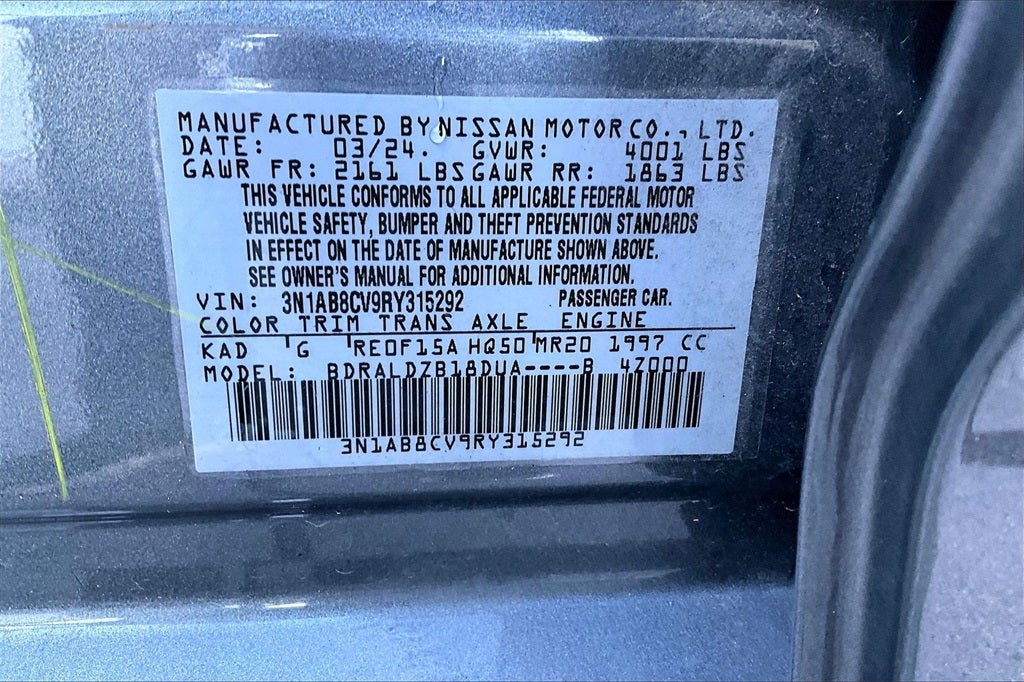 MANUFACTURED BY NISSAN MOTOR CO., LTD.
DATE: 03/24. GVWR: 4001 LBS
GAWR FR: 2161 LBS GAWR RR: 1863 LBS
THIS VEHICLE CONFORMS TO ALL APPLICABLE FEDERAL MOTOR
VEHICLE SAFETY, BUMPER AND THEFT PREVENTION STANDARDS
IN EFFECT ON THE DATE OF MANUFACTURE SHOWN ABOVE.
SEE OWNER'S MANUAL FOR ADDITIONAL INFORMATION.
VIN: 3N1AB8CV9RY315292 PASSENGER CAR.
COLOR TRIM TRANS AXLE ENGINE
KAD 'G 'RE0F15A HQ50'MR20 1997 CC
MODEL: BDRALDZB18DUA----B 4Z000
3N1AB8CV9RY315292